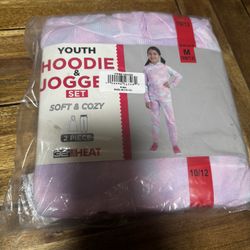 YOUTH
HOODIE &
JOGGER
SET
SOFT & COZY
2 PIECE
32 HEAT
M
10/12
10/12